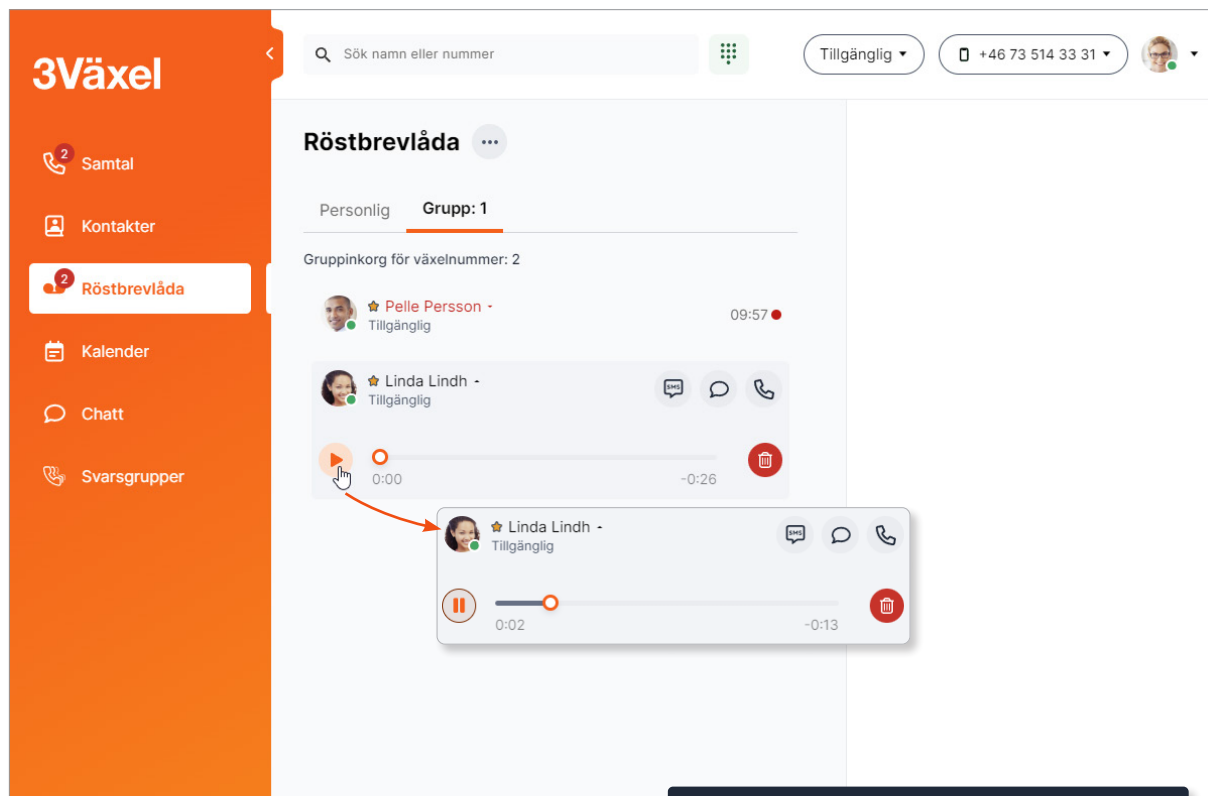 3Växel
Sök namn eller nummer
Tillgänglig
+46 73 514 33 31
2
Samtal
Kontakter
2
Röstbrevlåda
Kalender
Chatt
Svarsgrupper
Röstbrevlåda
Personlig
Grupp: 1
Gruppinkorg för växelnummer: 2
Pelle Persson -
Tillgänglig
09:57
Linda Lindh -
Tillgänglig
SMS
0:00
-0:26
Linda Lindh -
Tillgänglig
SMS
0:02
-0:13